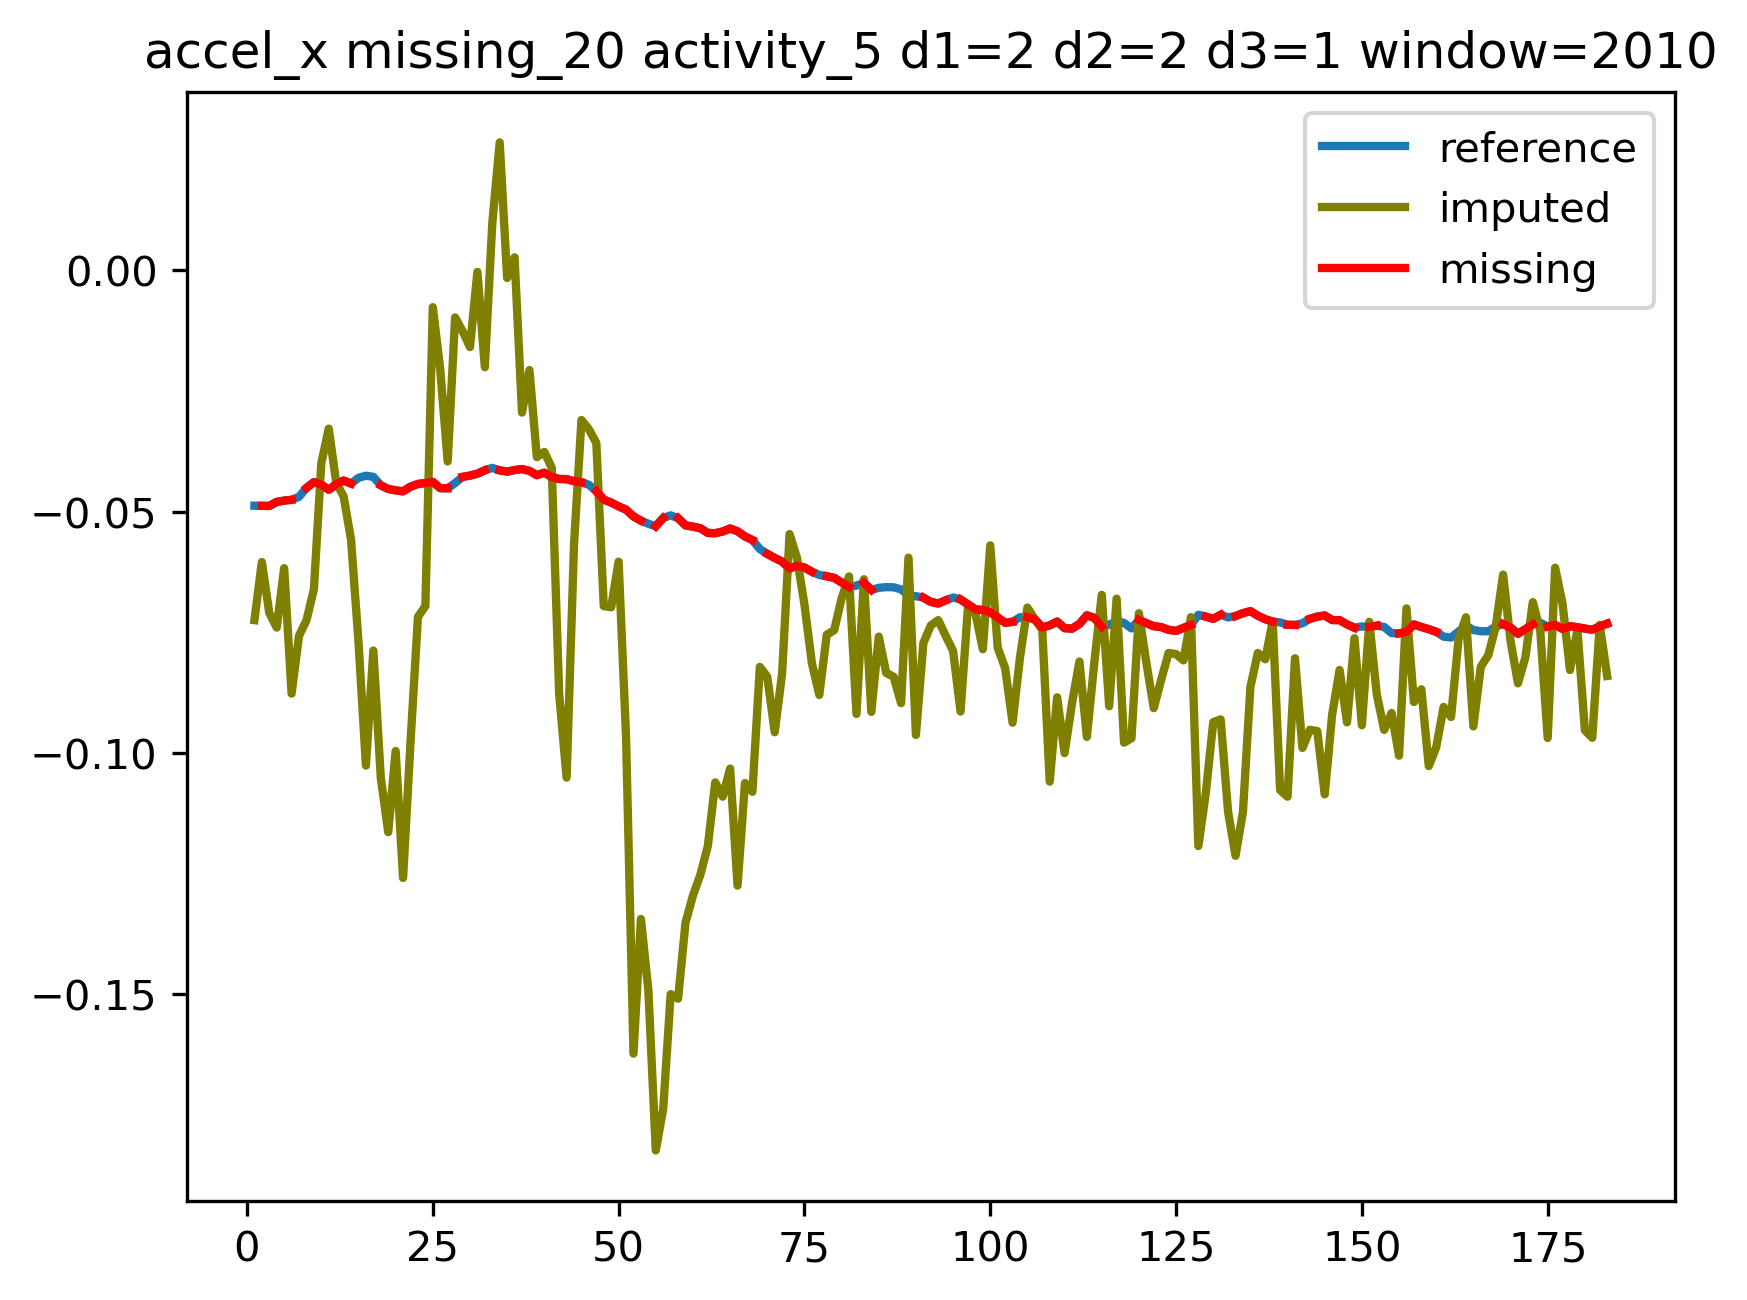 accel_x missing_20 activity_5 d1=2 d2=2 d3=1 window=2010
reference
imputed
missing
0.00
−0.05
−0.10
−0.15
0 25 50 75 100 125 150 175